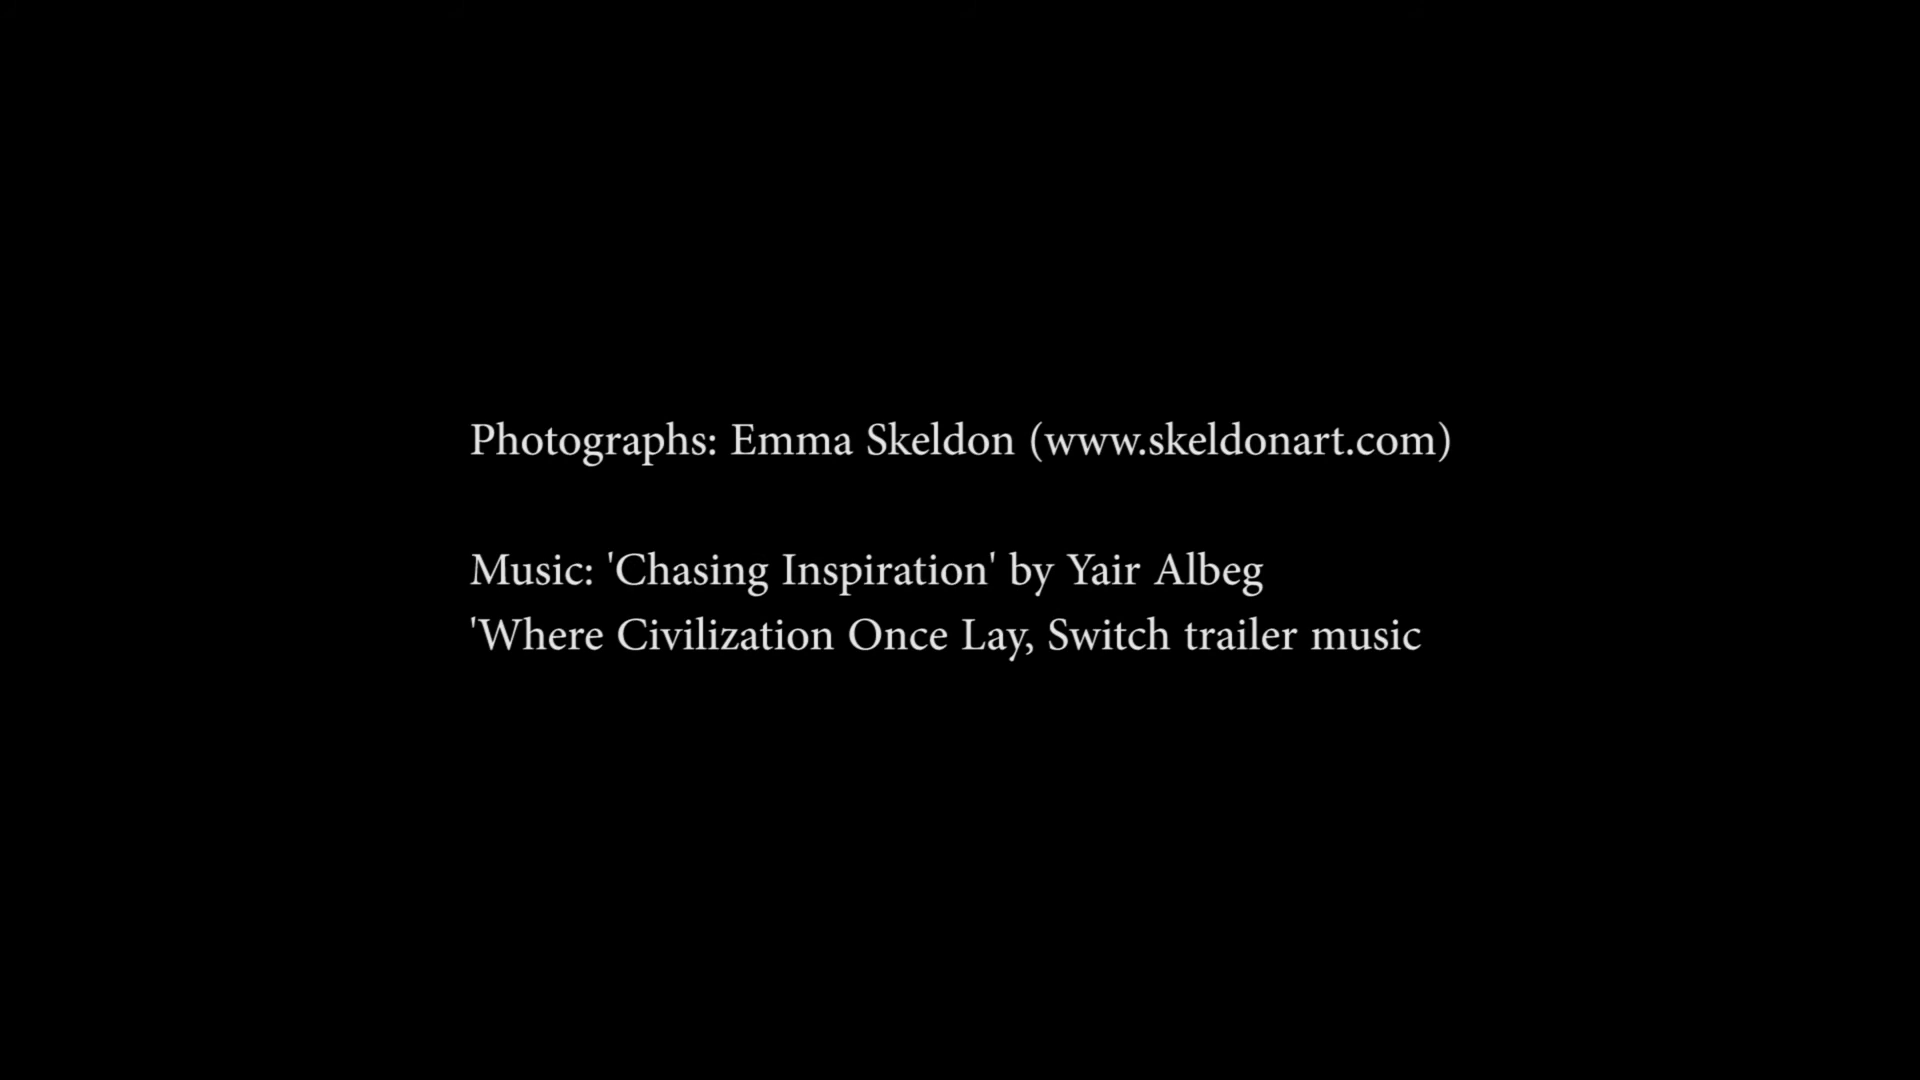 Photographs: Emma Skeldon (www.skeldonart.com)
Music: 'Chasing Inspiration' by Yair Albeg
'Where Civilization Once Lay, Switch trailer music